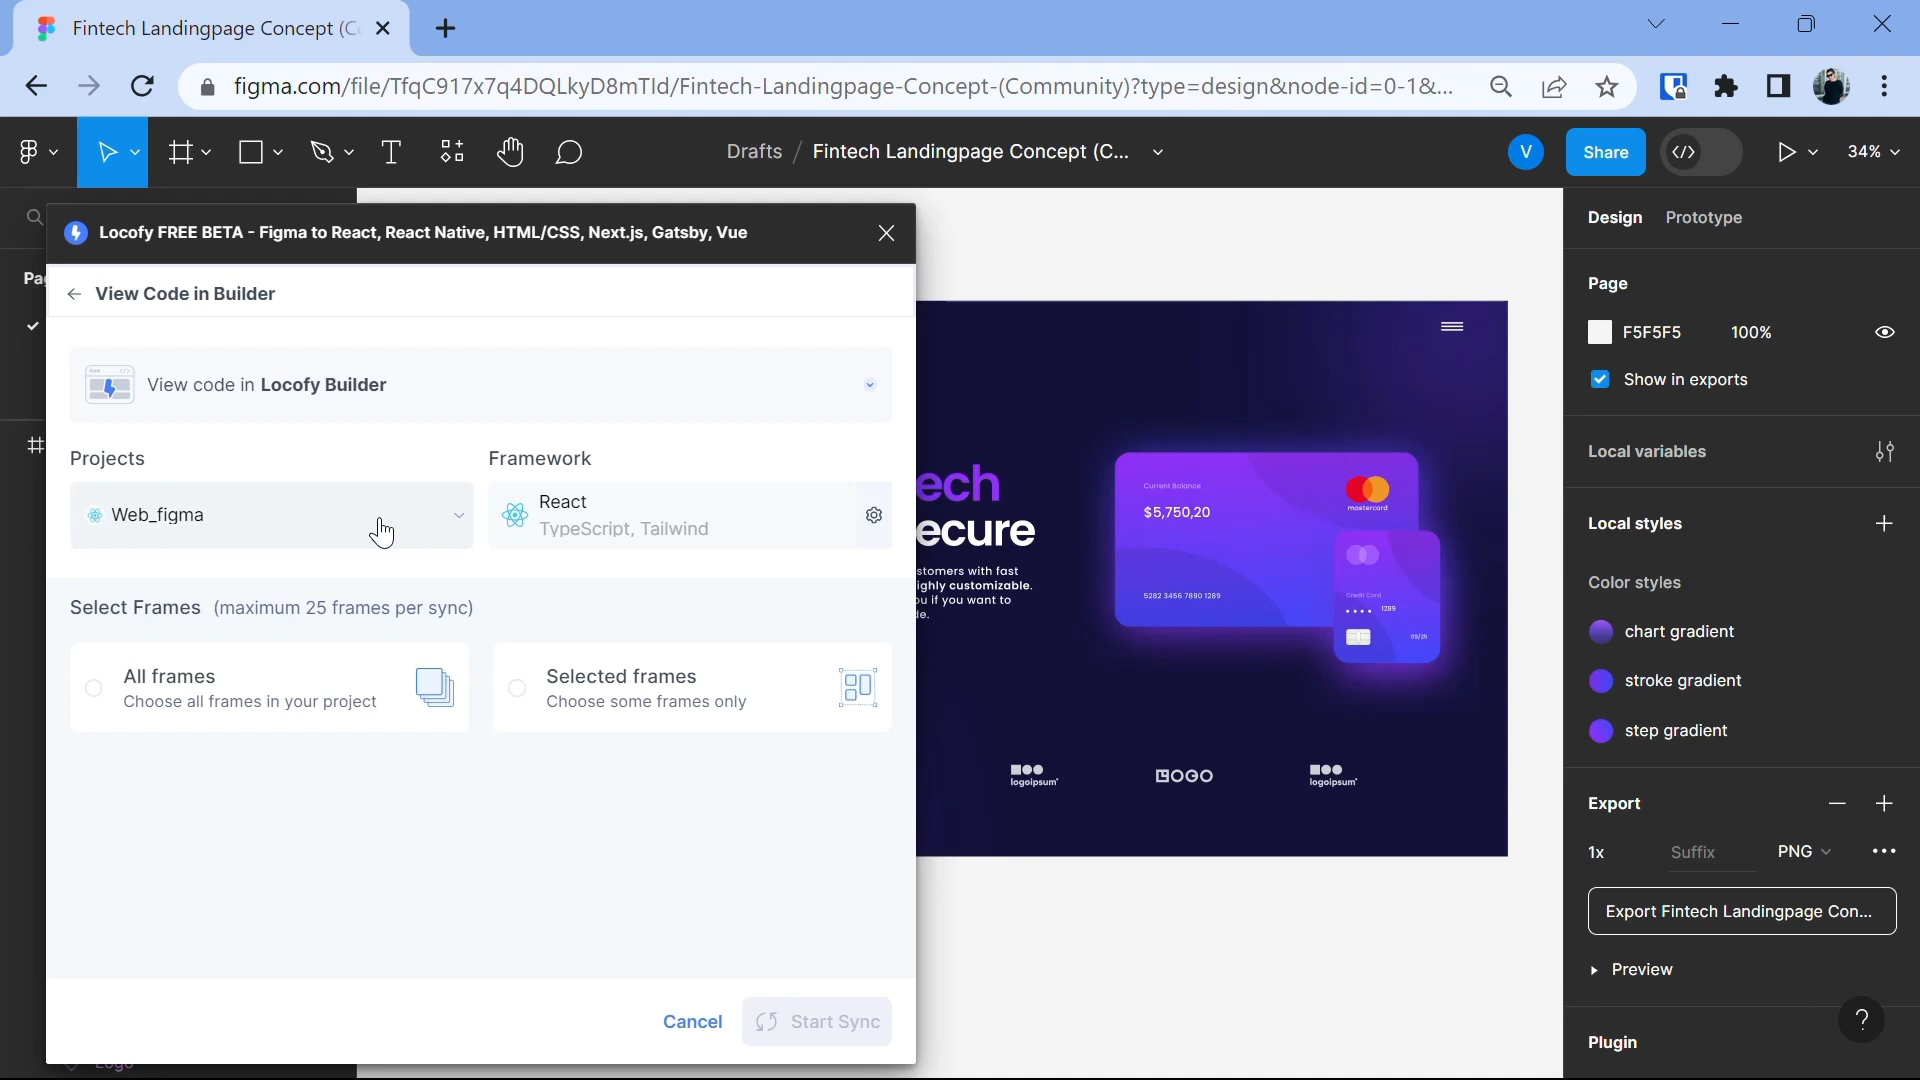 Fintech Landingpage Concept (C
figma.com/file/TfqC917x7q4DQLkyD8mTld/Fintech-Landingpage-Concept-(Community)?type=design&node-id=0-1&...
Drafts / Fintech Landingpage Concept (C...
V
Share
34%
Locofy FREE BETA - Figma to React, React Native, HTML/CSS, Next.js, Gatsby, Vue
View Code in Builder
View code in Locofy Builder
Projects
Framework
Web_figma
React
TypeScript, Tailwind
Select Frames (maximum 25 frames per sync)
All frames
Choose all frames in your project
Selected frames
Choose some frames only
Cancel
Start Sync
Pag
ech
ecure
stomers with fast
ighly customizable.
ou if you want to
de.
Current Balance
$5,750,20
mastercard
5282 3456 7890 1289
Credit Card
1289
09/25
logoipsum
LOGO
logoipsum
Design
Prototype
Page
F5F5F5
100%
Show in exports
Local variables
Local styles
Color styles
chart gradient
stroke gradient
step gradient
Export
1x
Suffix
PNG
Export Fintech Landingpage Con...
Preview
?
Plugin